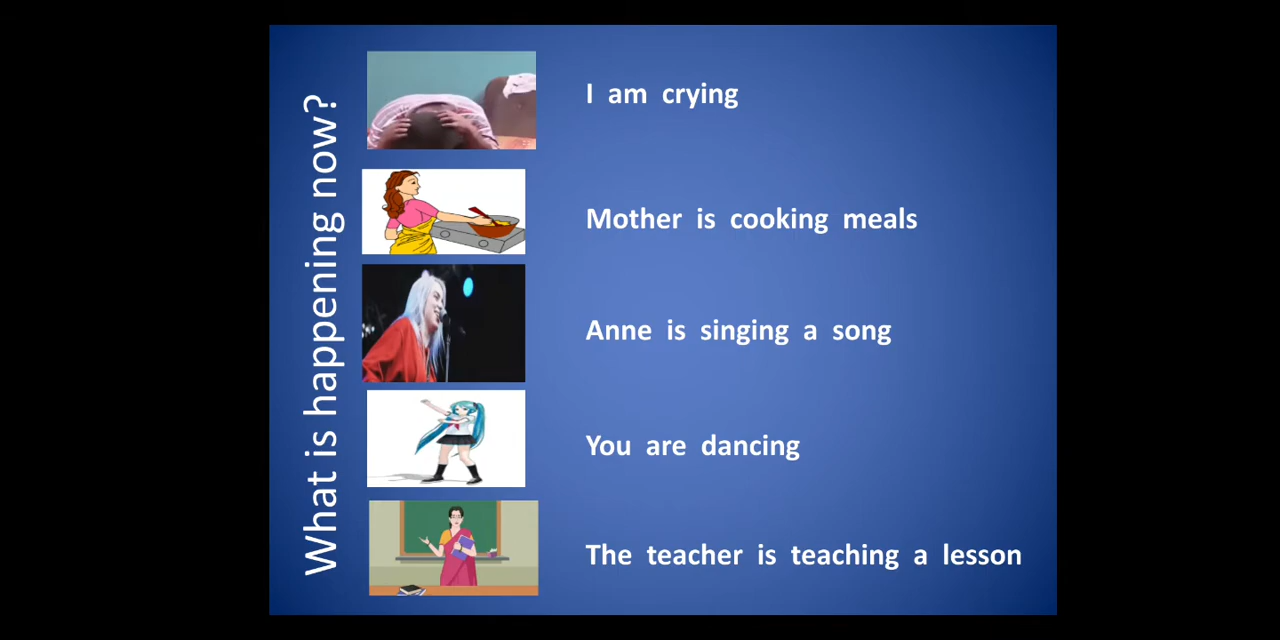 What is happening now?
I am crying
Mother is cooking meals
Anne is singing a song
You are dancing
The teacher is teaching a lesson